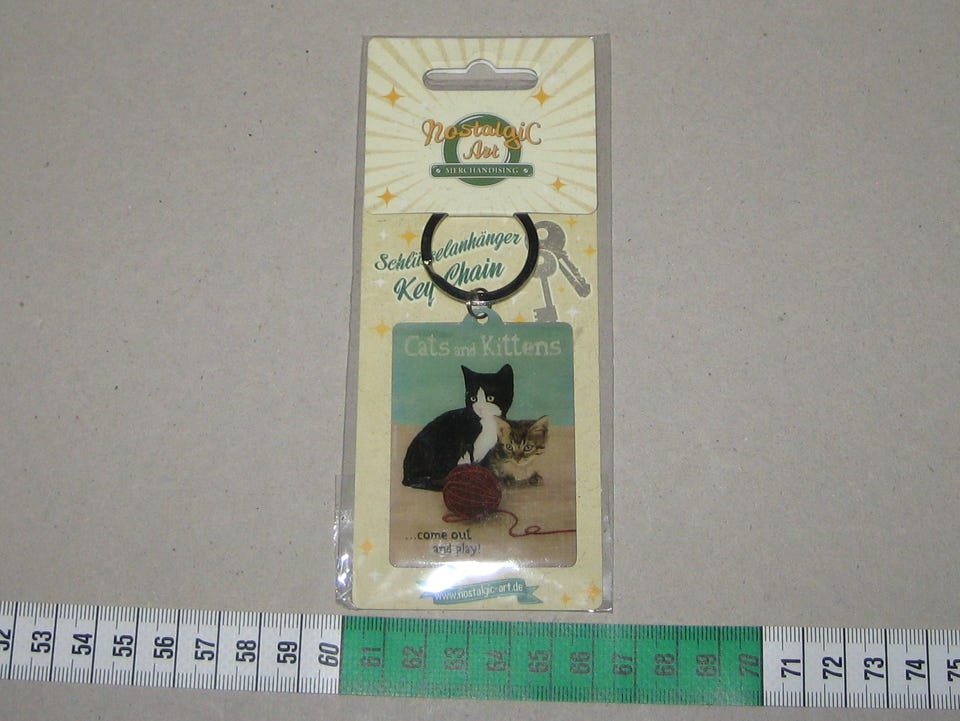 Nostalgic
Art
MERCHANDISING
Schlüsselanhänger
Key Chain
Cats and Kittens
...come out
and play!
www.nostalgic-art.de
52 53 54 55 56 57 58 59 60 61 62 63 64 65 66 67 68 69 70 71 72 73 74 75